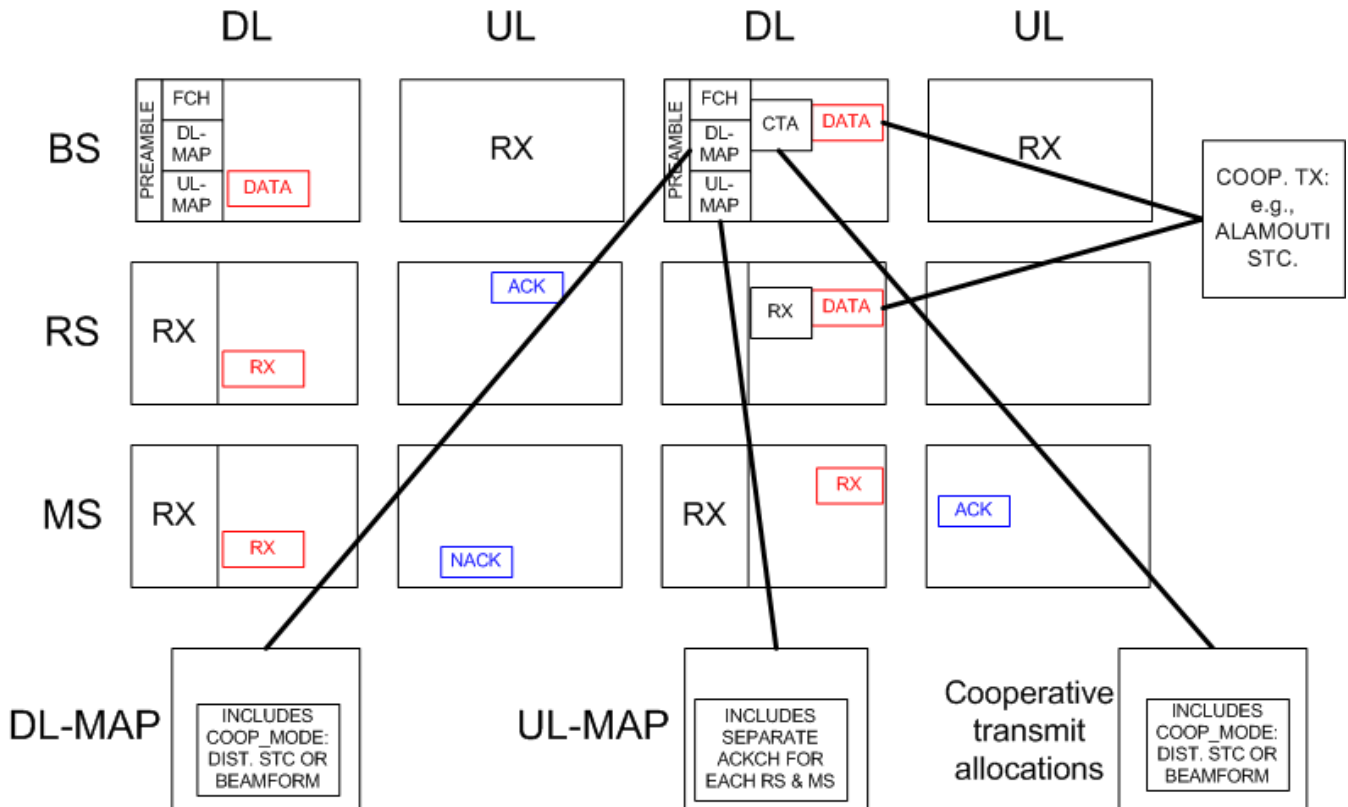 DL
UL
DL
UL
BS
PREAMBLE
FCH
DL-
MAP
UL-
MAP
DATA
RX
PREAMBLE
FCH
DL-
MAP
UL-
MAP
CTA
DATA
RX
COOP. TX:
e.g.,
ALAMOUTI
STC.
RS
RX
RX
ACK
RX
DATA
MS
RX
RX
NACK
RX
RX
ACK
DL-MAP
INCLUDES
COOP_MODE:
DIST. STC OR
BEAMFORM
UL-MAP
INCLUDES
SEPARATE
ACKCH FOR
EACH RS & MS
Cooperative
transmit
allocations
INCLUDES
COOP_MODE:
DIST. STC OR
BEAMFORM